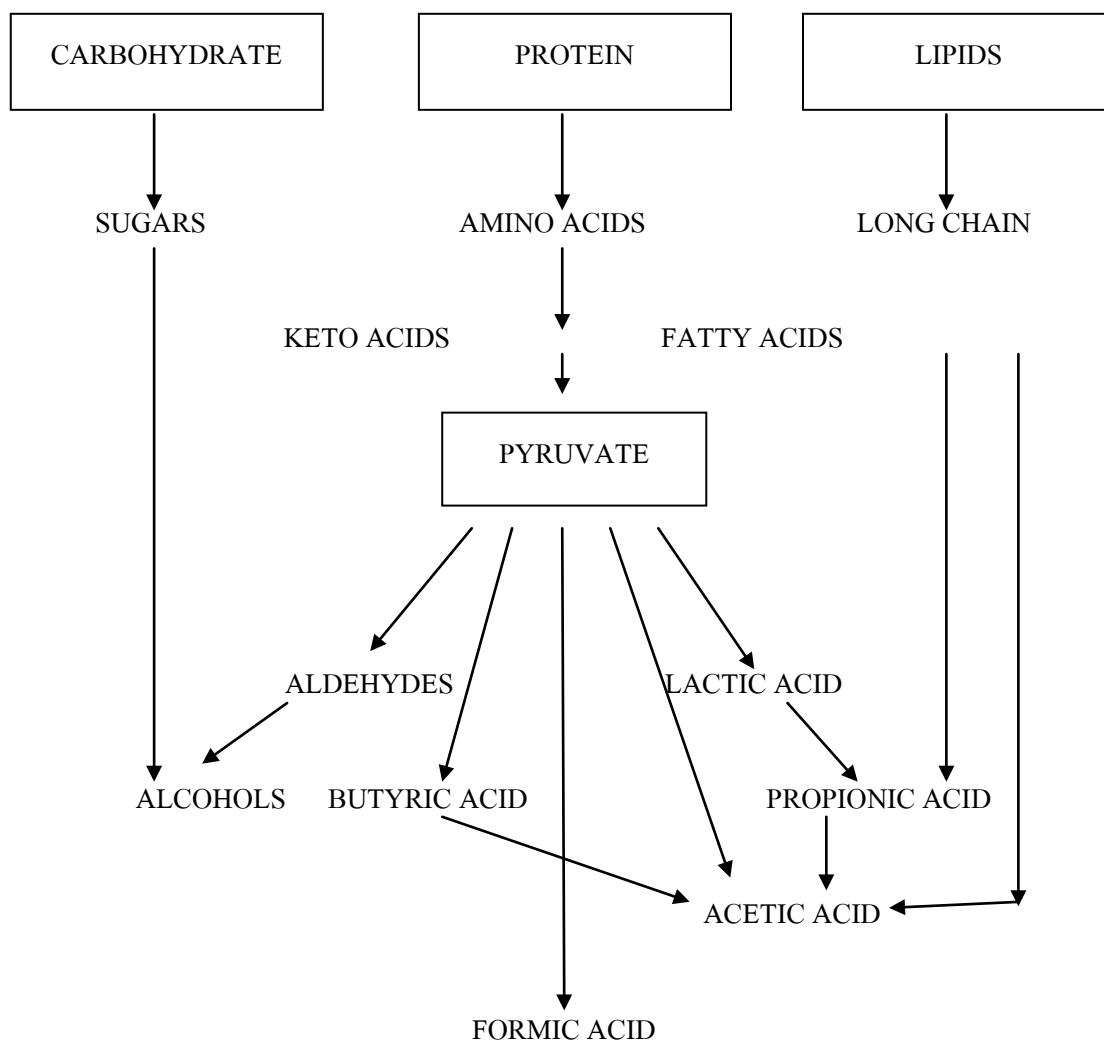 CARBOHYDRATE
PROTEIN
LIPIDS
SUGARS
AMINO ACIDS
LONG CHAIN
KETO ACIDS
FATTY ACIDS
PYRUVATE
ALDEHYDES
LACTIC ACID
ALCOHOLS
BUTYRIC ACID
PROPIONIC ACID
ACETIC ACID
FORMIC ACID